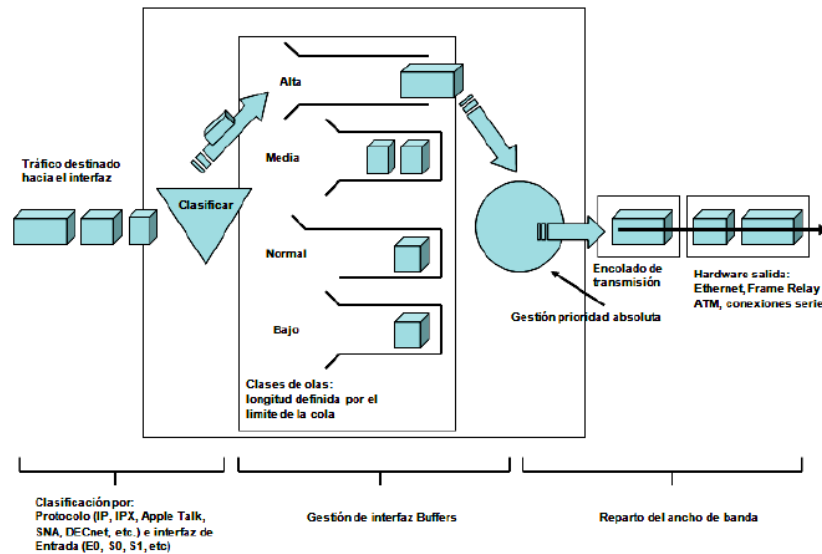 Alta
Tráfico destinado
hacia el interfaz
Media
Clasificar
Normal
Encolado de
transmisión
Hardware salida:
Ethernet, Frame Relay
ATM, conexiones serie
Gestión prioridad absoluta
Bajo
Clases de olas:
longitud definida por el
límite de la cola
Clasificación por:
Protocolo (IP, IPX, Apple Talk,
SNA, DECnet, etc.) e interfaz de
Entrada (E0, S0, S1, etc)
Gestión de interfaz Buffers
Reparto del ancho de banda